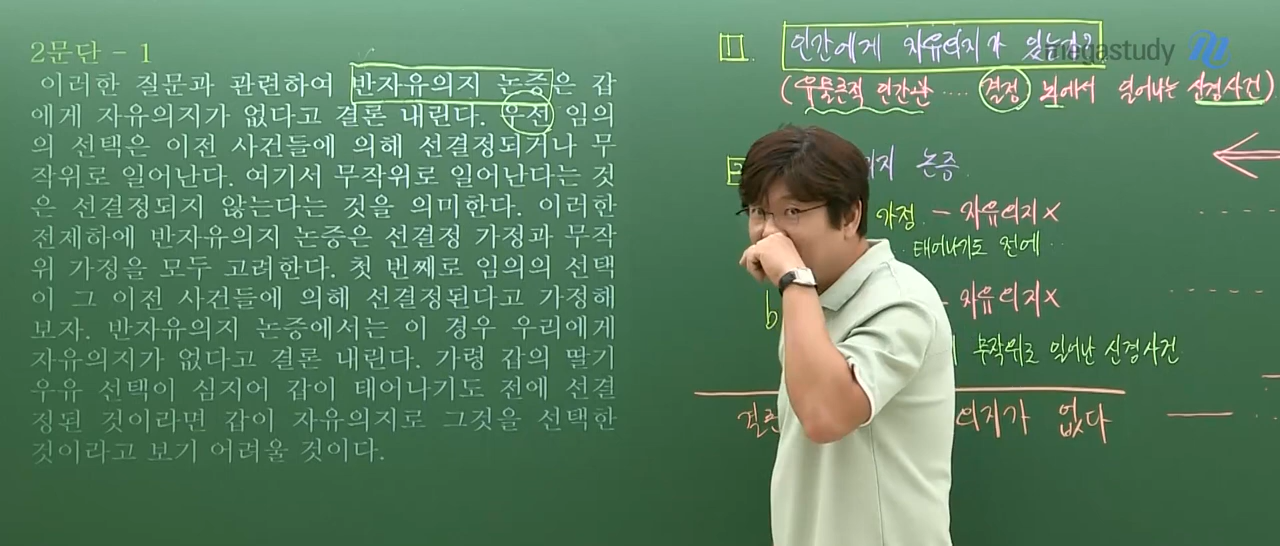 2문단 - 1
이러한 질문과 관련하여 반자유의지 논증은 갑
에게 자유의지가 없다고 결론 내린다. 우선 임의
의 선택은 이전 사건들에 의해 선결정되거나 무
작위로 일어난다. 여기서 무작위로 일어난다는 것
은 선결정되지 않는다는 것을 의미한다. 이러한
전제하에 반자유의지 논증은 선결정 가정과 무작
위 가정을 모두 고려한다. 첫 번째로 임의의 선택
이 그 이전 사건들에 의해 선결정된다고 가정해
보자. 반자유의지 논증에서는 이 경우 우리에게
자유의지가 없다고 결론 내린다. 가령 갑의 딸기
우유 선택이 심지어 갑이 태어나기도 전에 선결
정된 것이라면 갑이 자유의지로 그것을 선택한
것이라고 보기 어려울 것이다.
1. 인간에게 자유의지가 있는가?
megastudy
(유물론적 인간관 .... 결정 뇌에서 일어나는 신경사건)
2 지 논증.
가정 - 자유의지 X
태어나기도 전에 ..
b - 자유의지 X
무작위로 일어난 신경사건
결론 의지가 없다